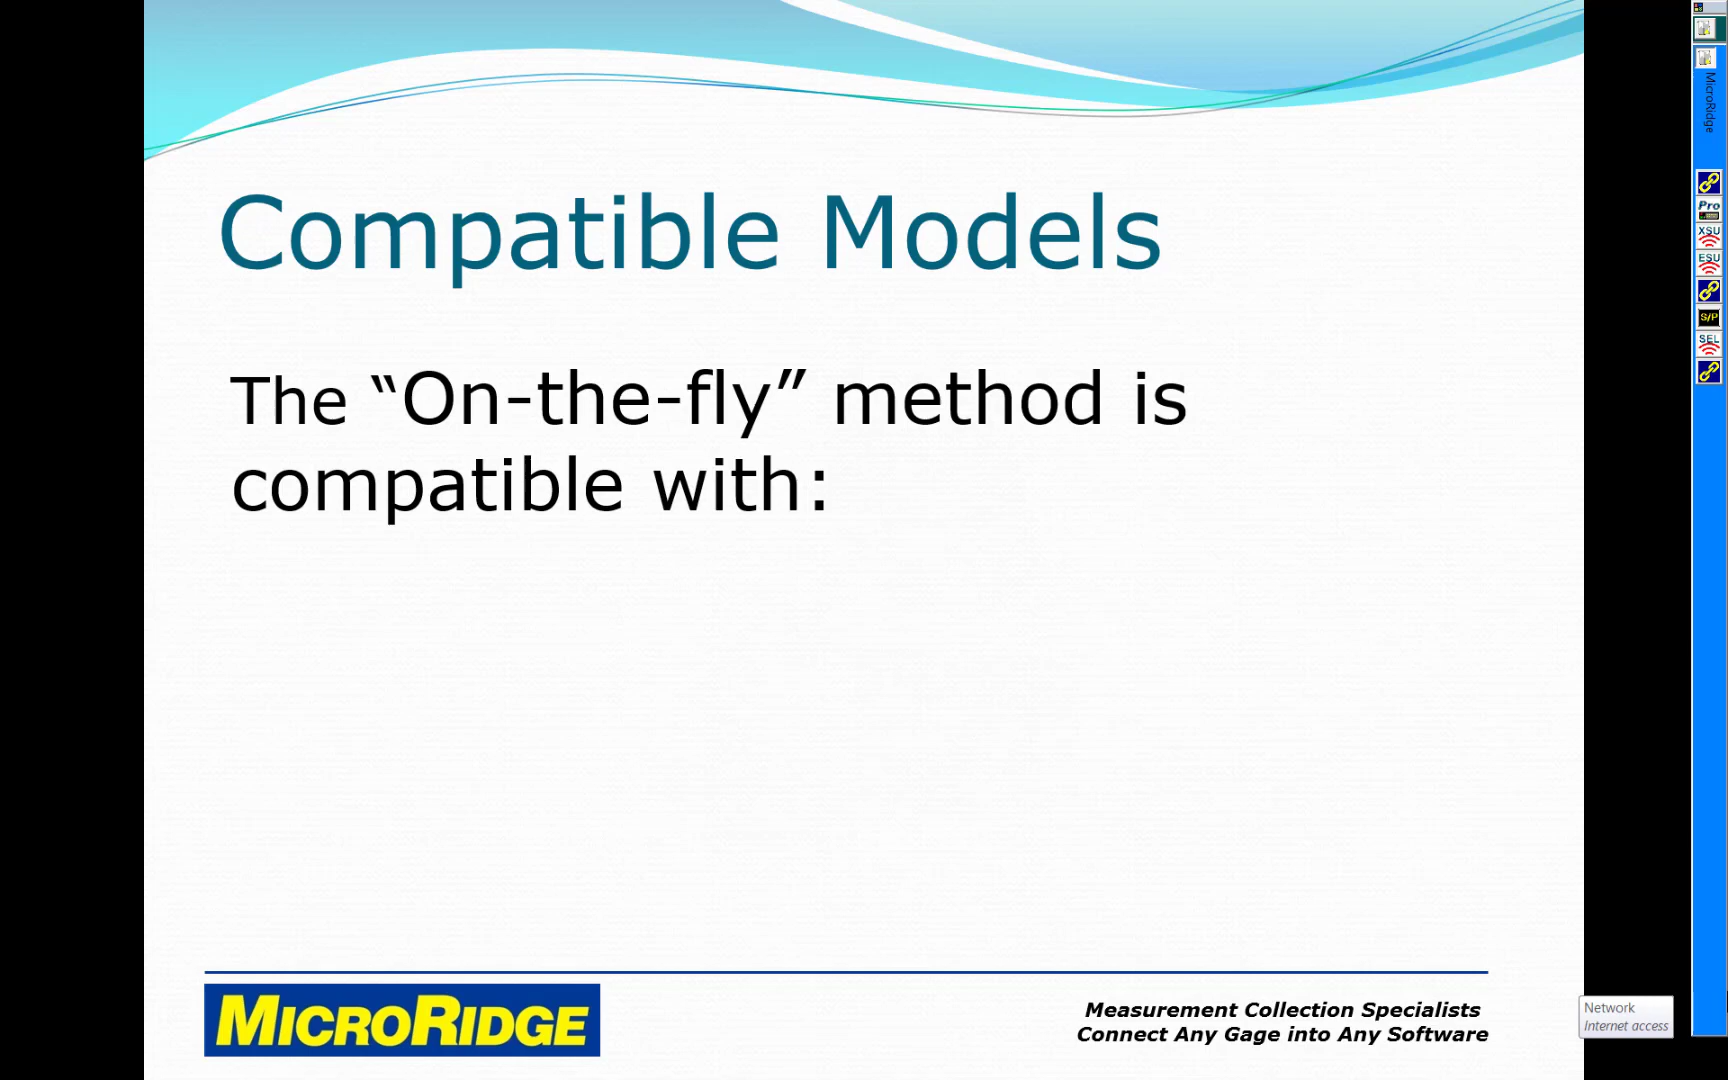 Compatible Models
The “On-the-fly” method is
compatible with:
MICRORIDGE
Measurement Collection Specialists
Connect Any Gage into Any Software
MicroRidge
Pro
XSU
ESU
S/P
SEL
Network
Internet access